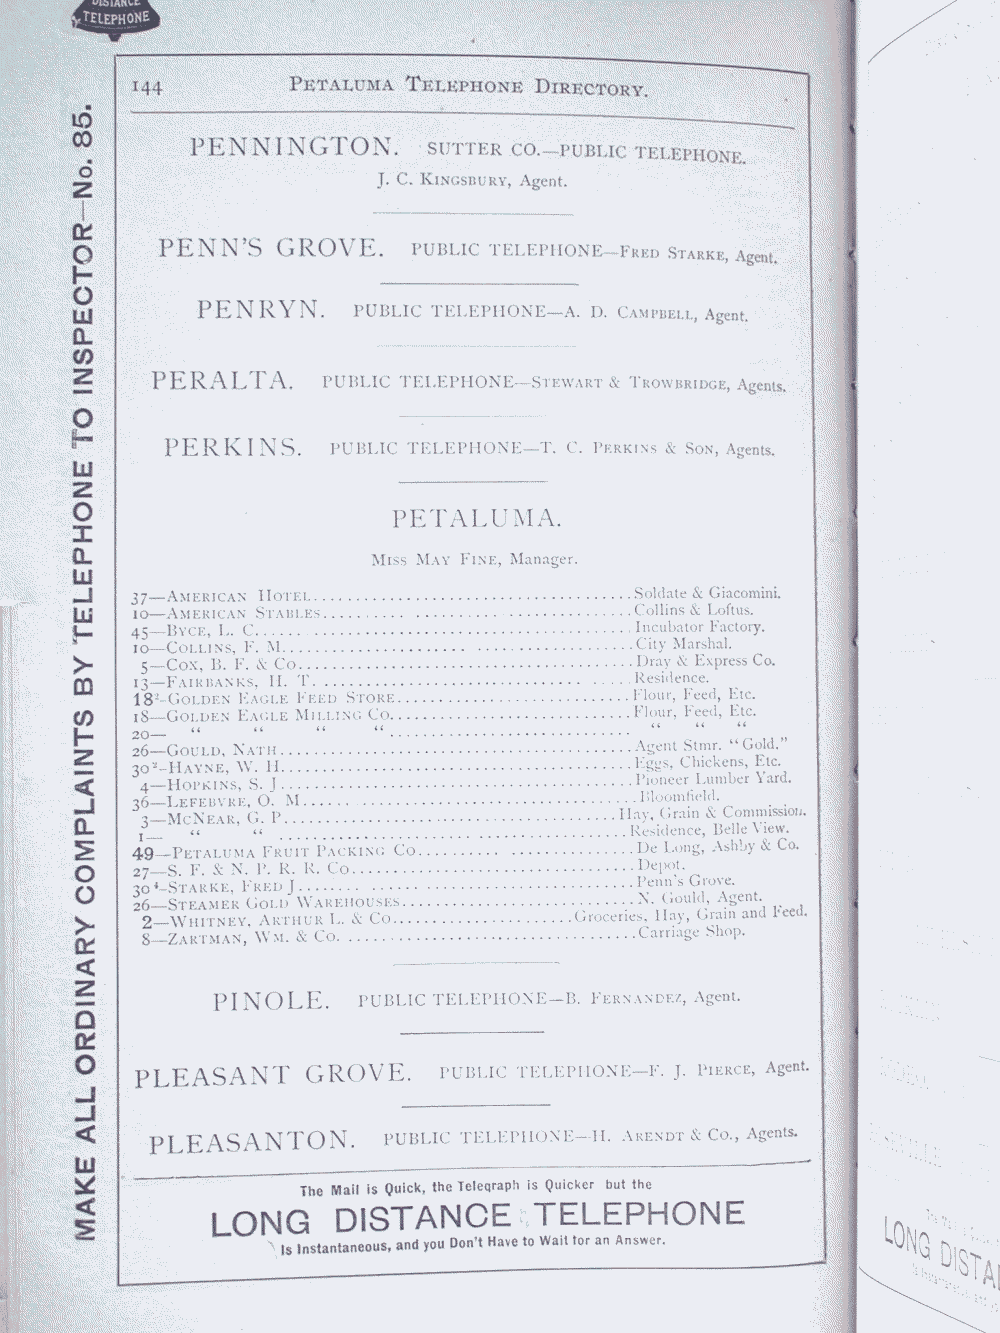 DISTANCE
TELEPHONE
MAKE ALL ORDINARY COMPLAINTS BY TELEPHONE TO INSPECTOR—No. 85.
144 PETALUMA TELEPHONE DIRECTORY.
PENNINGTON. SUTTER CO.—PUBLIC TELEPHONE.
J. C. KINGSBURY, Agent.
PENN'S GROVE. PUBLIC TELEPHONE—FRED STARKE, Agent.
PENRYN. PUBLIC TELEPHONE—A. D. CAMPBELL, Agent.
PERALTA. PUBLIC TELEPHONE—STEWART & TROWBRIDGE, Agents.
PERKINS. PUBLIC TELEPHONE—T. C. PERKINS & SON, Agents.
PETALUMA.
MISS MAY FINE, Manager.
37—AMERICAN HOTEL....................Soldate & Giacomini.
10—AMERICAN STABLES....................Collins & Loftus.
45—BYCE, L. C.....................Incubator Factory.
10—COLLINS, F. M.....................City Marshal.
5—COX, B. F. & CO....................Dray & Express Co.
13—FAIRBANKS, H. T.....................Residence.
18²-GOLDEN EAGLE FEED STORE....................Flour, Feed, Etc.
18—GOLDEN EAGLE MILLING CO....................Flour, Feed, Etc.
20— “ “ “ “ .................... “ “ “
26—GOULD, NATH....................Agent Stmr. “Gold.”
30²-HAYNE, W. H.....................Eggs, Chickens, Etc.
4—HOPKINS, S. J....................Pioneer Lumber Yard.
36—LEFEBVRE, O. M.....................Bloomfield.
3—MCNEAR, G. P....................Hay, Grain & Commission.
1— “ “ ....................Residence, Belle View.
49—PETALUMA FRUIT PACKING CO....................De Long, Ashby & Co.
27—S. F. & N. P. R. R. CO....................Depot.
30⁴-STARKE, FRED J.....................Penn's Grove.
26—STEAMER GOLD WAREHOUSES....................N. Gould, Agent.
2—WHITNEY, ARTHUR L. & CO....................Groceries, Hay, Grain and Feed.
8—ZARTMAN, WM. & CO.....................Carriage Shop.
PINOLE. PUBLIC TELEPHONE—B. FERNANDEZ, Agent.
PLEASANT GROVE. PUBLIC TELEPHONE—F. J. PIERCE, Agent.
PLEASANTON. PUBLIC TELEPHONE—H. ARENDT & CO., Agents.
The Mail is Quick, the Telegraph is Quicker but the
LONG DISTANCE TELEPHONE
Is Instantaneous, and you Don't Have to Wait for an Answer.
LONG DISTA